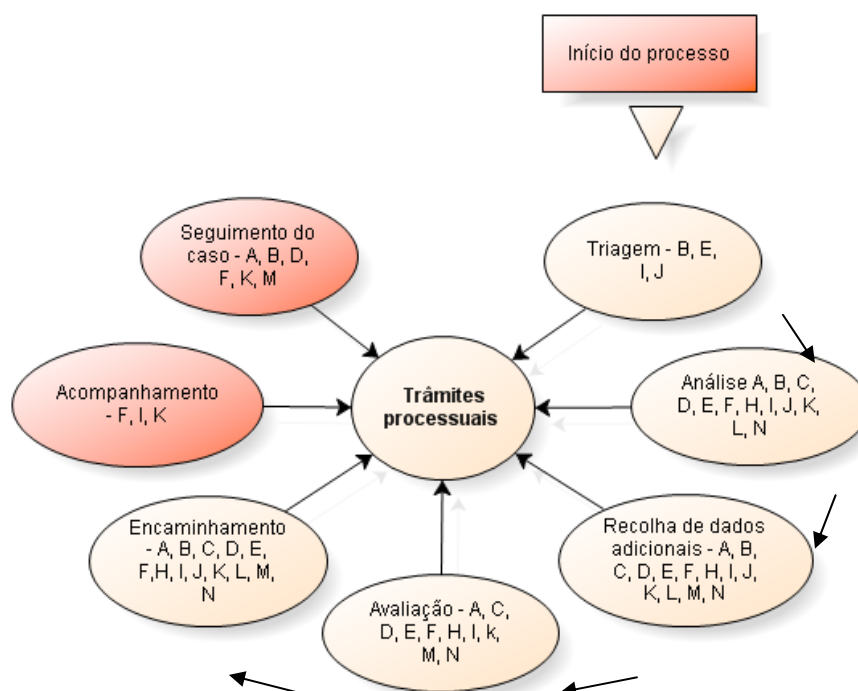 Início do processo
Seguimento do
caso - A, B, D,
F, K, M
Triagem - B, E,
I, J
Acompanhamento
- F, I, K
Trâmites
processuais
Análise A, B, C,
D, E, F, H, I, J, K,
L, N
Encaminhamento
- A, B, C, D, E,
F,H, I, J, K, L, M,
N
Avaliação - A, C,
D, E, F, H, I, k,
M, N
Recolha de dados
adicionais - A, B,
C, D, E, F, H, I, J,
K, L, M, N